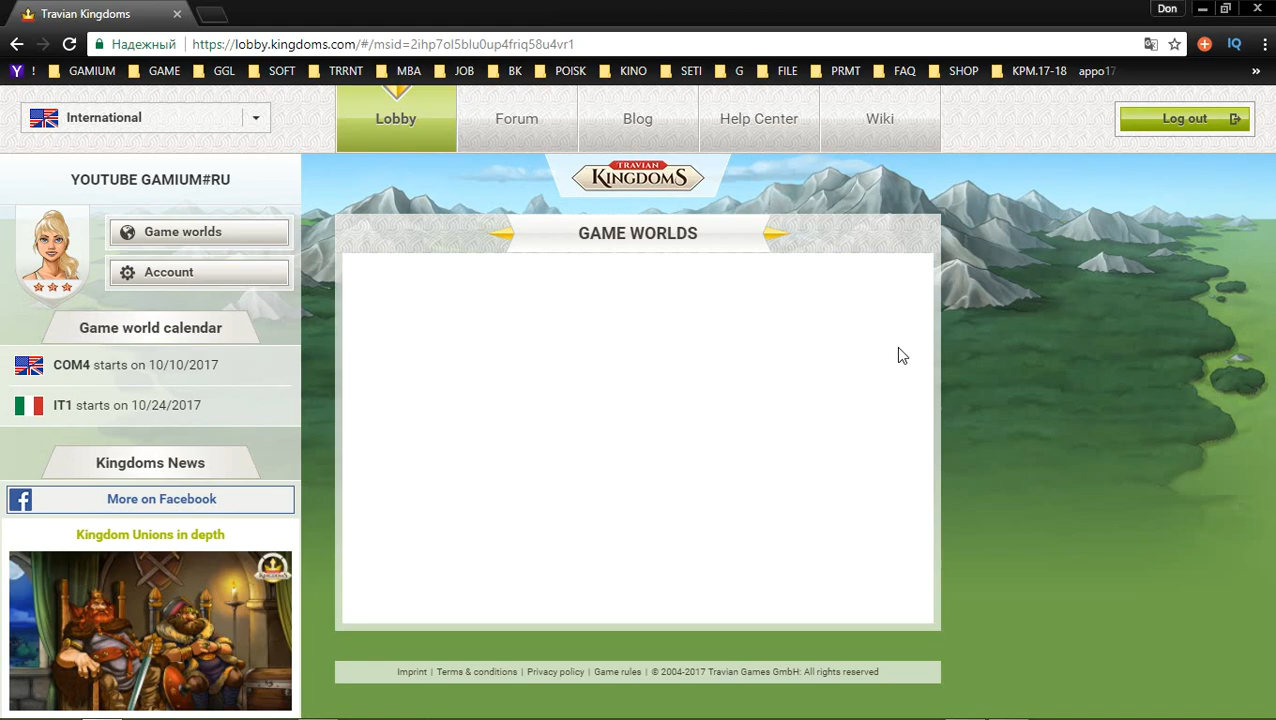 Travian Kingdoms
Don
Надежный
https://lobby.kingdoms.com/#/msid=2ihp7ol5blu0up4friq58u4vr1
IQ
Y ! GAMIUM GAME GGL SOFT TRRNT MBA JOB BK POISK KINO SETI G FILE PRMT FAQ SHOP KPM.17-18 appo17 »
International
Lobby
Forum
Blog
Help Center
Wiki
Log out
YOUTUBE GAMIUM#RU
TRAVIAN
KINGDOMS
Game worlds
Account
GAME WORLDS
Game world calendar
COM4 starts on 10/10/2017
IT1 starts on 10/24/2017
Kingdoms News
More on Facebook
Kingdom Unions in depth
KINGDOMS
Imprint | Terms & conditions | Privacy policy | Game rules | © 2004-2017 Travian Games GmbH: All rights reserved